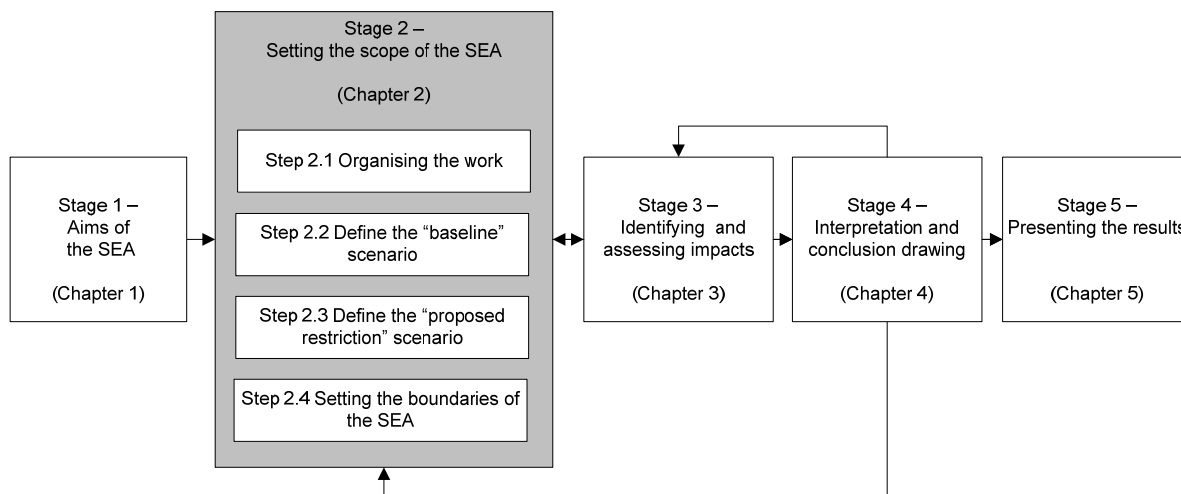 Stage 1 –
Aims of
the SEA
(Chapter 1)
Stage 2 –
Setting the scope of the SEA
(Chapter 2)
Step 2.1 Organising the work
Step 2.2 Define the “baseline”
scenario
Step 2.3 Define the “proposed
restriction” scenario
Step 2.4 Setting the boundaries of
the SEA
Stage 3 –
Identifying and
assessing impacts
(Chapter 3)
Stage 4 –
Interpretation and
conclusion drawing
(Chapter 4)
Stage 5 –
Presenting the results
(Chapter 5)